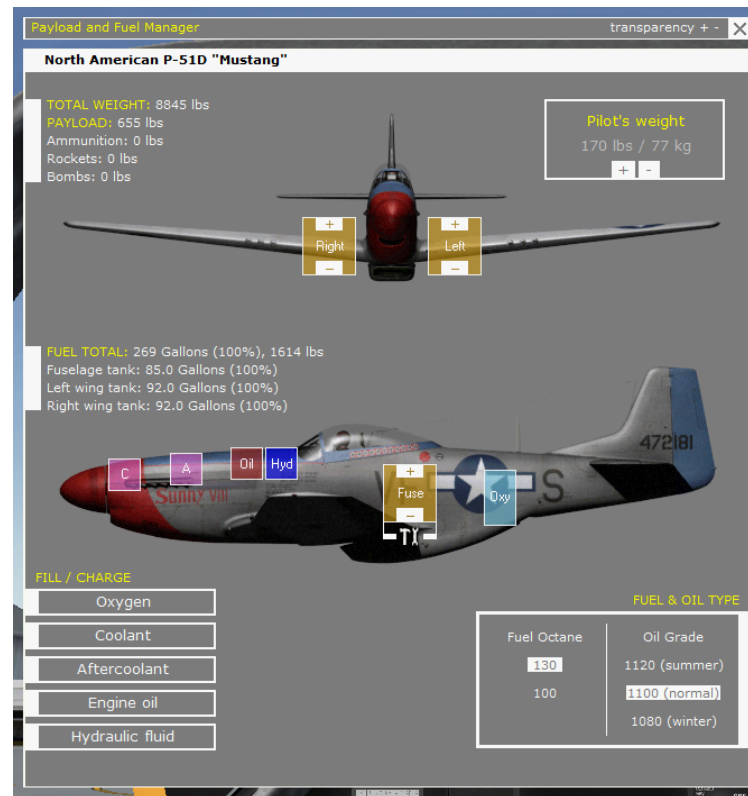 Payload and Fuel Manager
transparency + -
North American P-51D "Mustang"
TOTAL WEIGHT: 8845 lbs
PAYLOAD: 655 lbs
Ammunition: 0 lbs
Rockets: 0 lbs
Bombs: 0 lbs
Pilot's weight
170 lbs / 77 kg
+ -
+
Right
−
+
Left
−
FUEL TOTAL: 269 Gallons (100%), 1614 lbs
Fuselage tank: 85.0 Gallons (100%)
Left wing tank: 92.0 Gallons (100%)
Right wing tank: 92.0 Gallons (100%)
472181
C
A
Oil
Hyd
+
Fuse
−
Oxy
S
Sunny VIII
FILL / CHARGE
Oxygen
Coolant
Aftercoolant
Engine oil
Hydraulic fluid
FUEL & OIL TYPE
Fuel Octane
130
100
Oil Grade
1120 (summer)
1100 (normal)
1080 (winter)